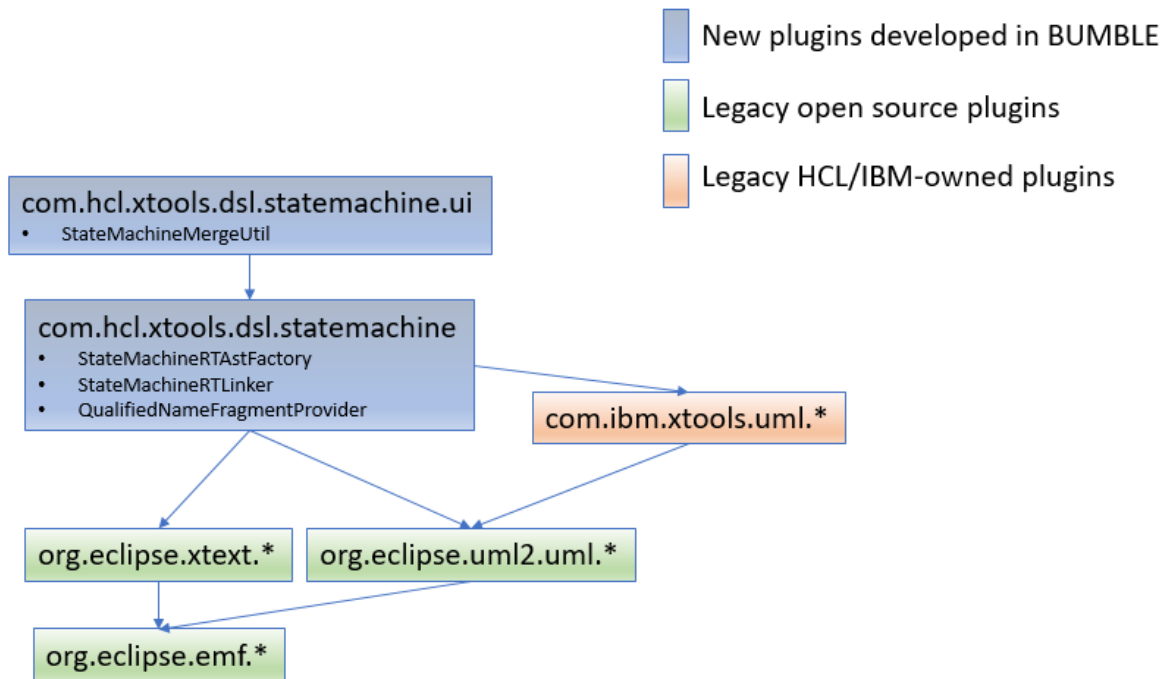 New plugins developed in BUMBLE
Legacy open source plugins
Legacy HCL/IBM-owned plugins
com.hcl.xtools.dsl.statemachine.ui
• StateMachineMergeUtil
com.hcl.xtools.dsl.statemachine
• StateMachineRTAstFactory
• StateMachineRTLinker
• QualifiedNameFragmentProvider
com.ibm.xtools.uml.*
org.eclipse.xtext.*
org.eclipse.uml2.uml.*
org.eclipse.emf.*